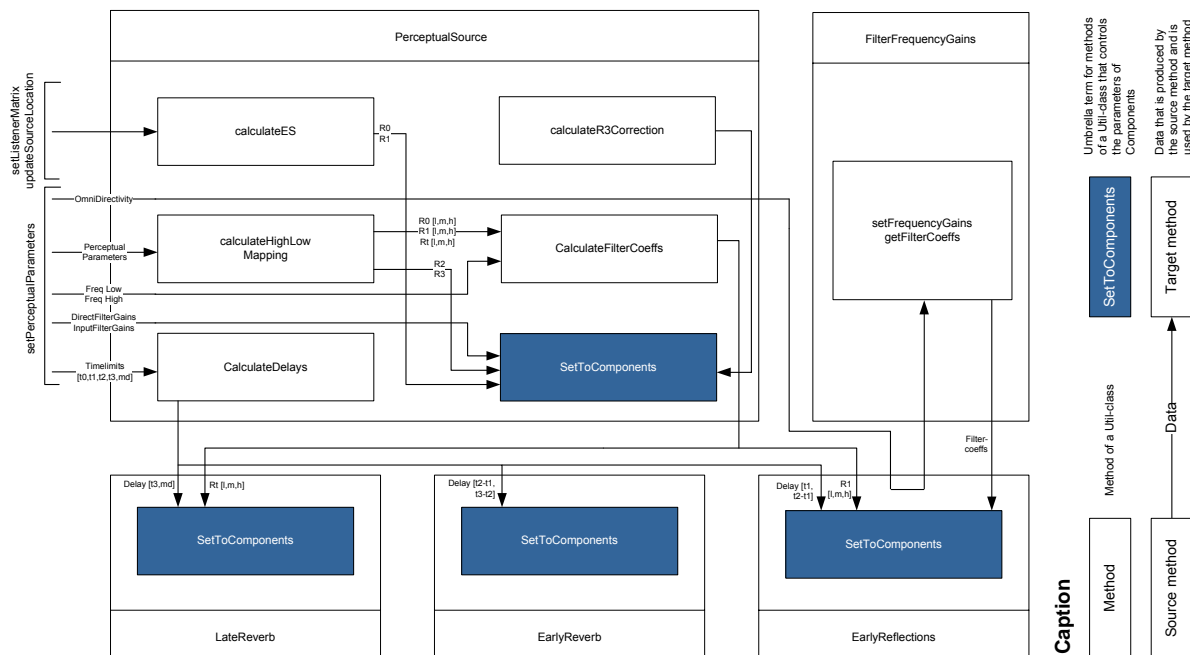 PerceptualSource
FilterFrequencyGains
setListenerMatrix
updateSourceLocation
calculateES
R0
R1
calculateR3Correction
setPerceptualParameters
OmniDirectivity
Perceptual
Parameters
calculateHighLow
Mapping
R0 [l,m,h]
R1 [l,m,h]
Rt [l,m,h]
R2
R3
CalculateFilterCoeffs
setFrequencyGains
getFilterCoeffs
Freq Low
Freq High
DirectFilterGains
InputFilterGains
Timelimits
[t0,t1,t2,t3,md]
CalculateDelays
SetToComponents
Filter-
coeffs
Delay [t3,md]
Rt [l,m,h]
Delay [t2-t1,
t3-t2]
Delay [t1,
t2-t1]
R1
[l,m,h]
SetToComponents
SetToComponents
SetToComponents
LateReverb
EarlyReverb
EarlyReflections
Caption
Method
Method of a Util-class
SetToComponents
Umbrella term for methods
of a Util-class that controls
the parameters of
Components
Source method
Data
Target method
Data that is produced by
the source method and is
used by the target method